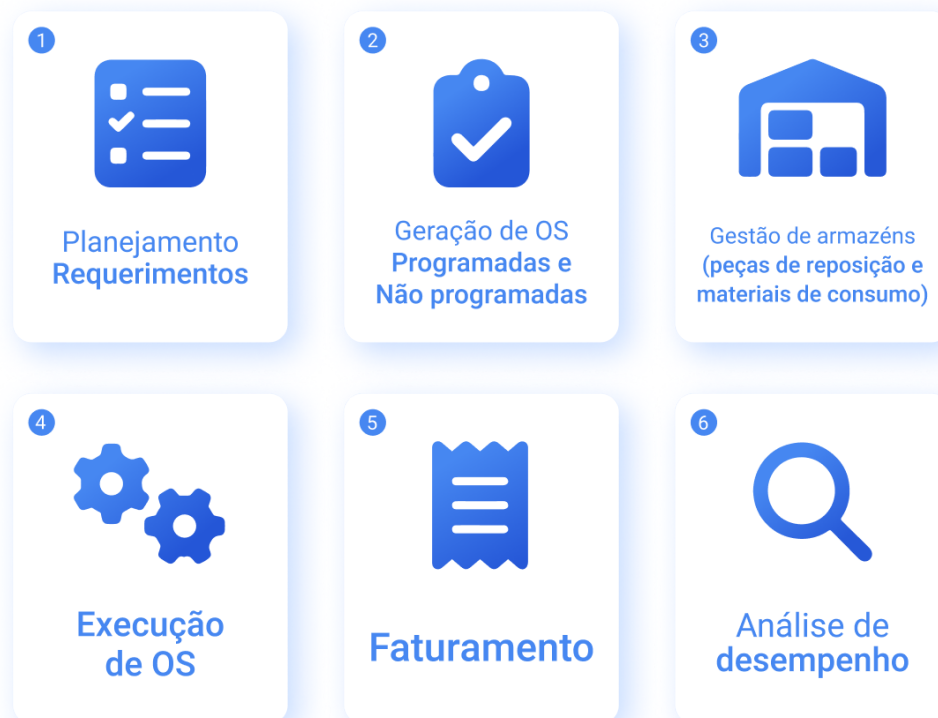 1
Planejamento
Requerimentos
2
Geração de OS
Programadas e
Não programadas
3
Gestão de armazéns
(peças de reposição e
materiais de consumo)
4
Execução
de OS
5
Faturamento
6
Análise de
desempenho